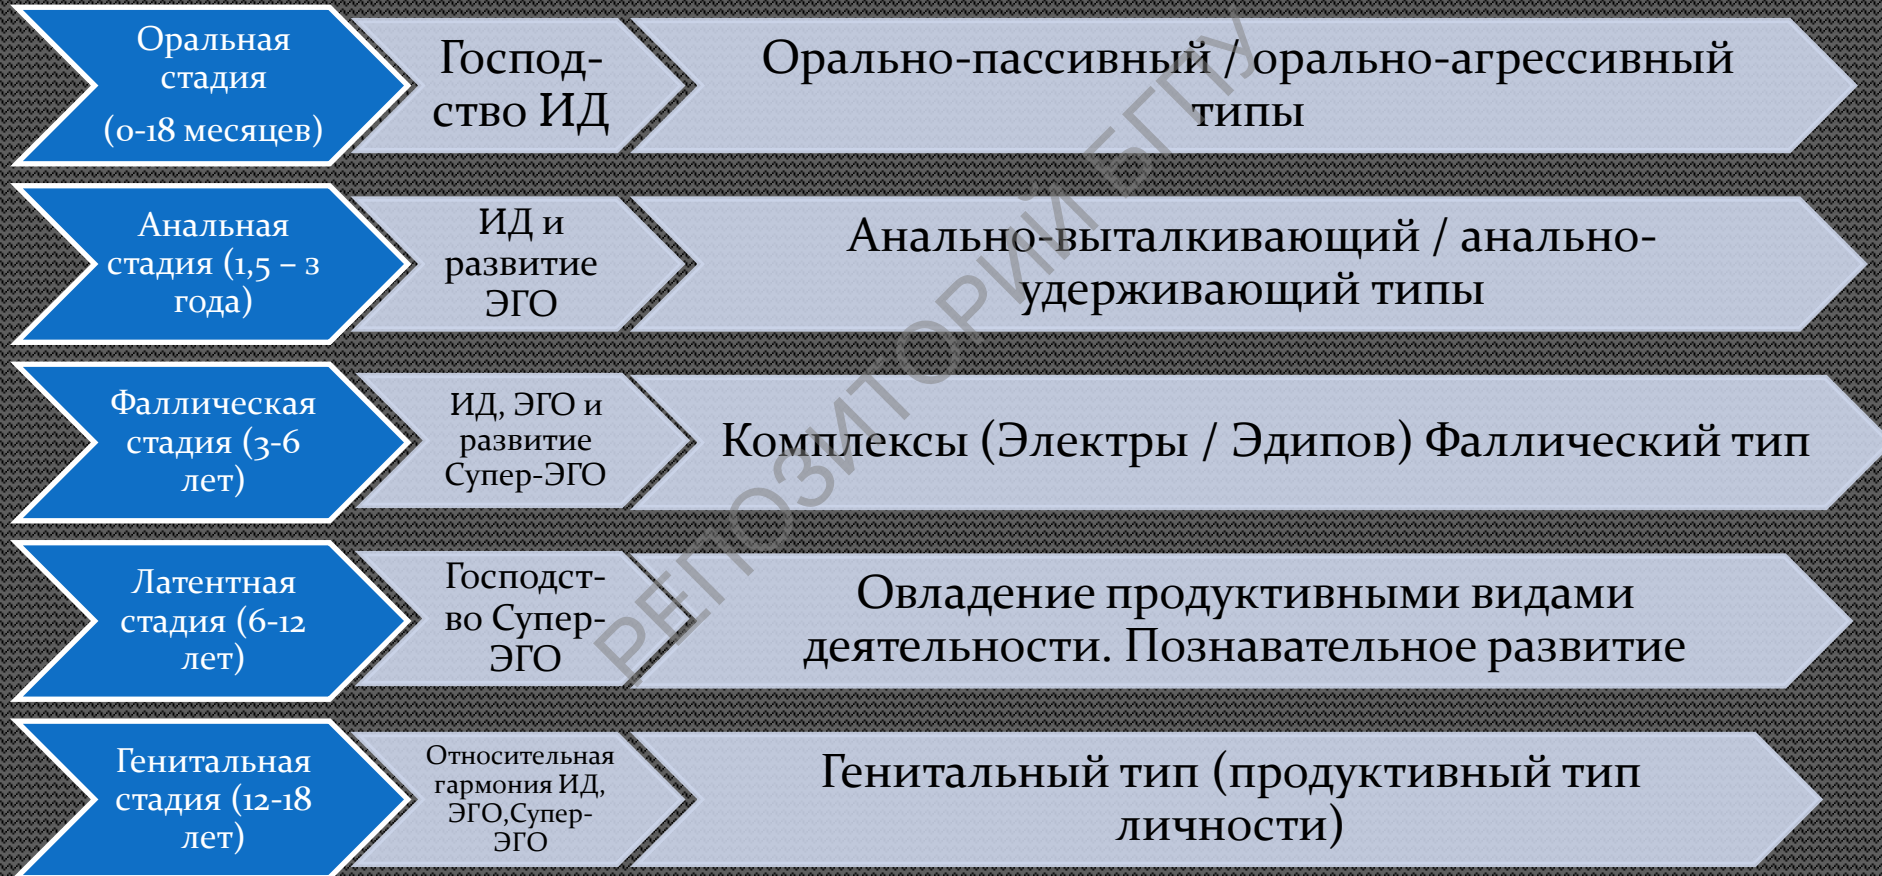 Оральная
стадия
(0-18 месяцев)
Господ-
ство ИД
Орально-пассивный / орально-агрессивный
типы
Анальная
стадия (1,5 – 3
года)
ИД и
развитие
ЭГО
Анально-выталкивающий / анально-
удерживающий типы
Фаллическая
стадия (3-6
лет)
ИД, ЭГО и
развитие
Супер-ЭГО
Комплексы (Электры / Эдипов) Фаллический тип
Латентная
стадия (6-12
лет)
Господст-
во Супер-
ЭГО
Овладение продуктивными видами
деятельности. Познавательное развитие
Генитальная
стадия (12-18
лет)
Относительная
гармония ИД,
ЭГО,Супер-
ЭГО
Генитальный тип (продуктивный тип
личности)
РЕПОЗИТОРИЙ БГПУ